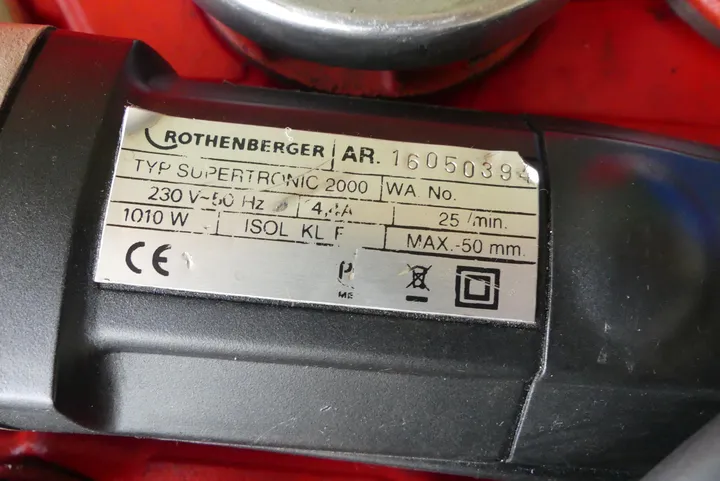 ROTHENBERGER AR. 16050394
TYP SUPERTRONIC 2000 WA No.
230 V~50 Hz 4,4A 25 /min.
1010 W ISOL KL F MAX.-50 mm.
CE